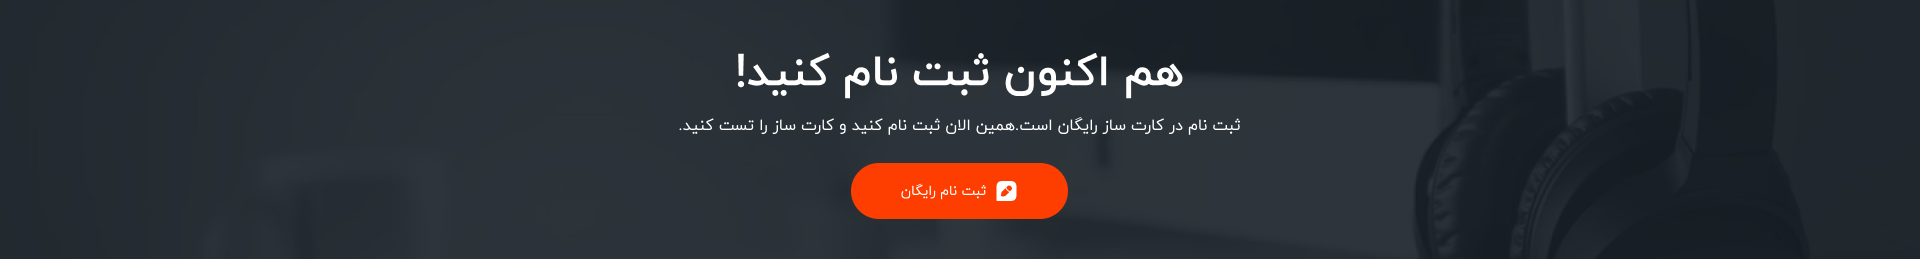 هم اکنون ثبت نام کنید!
ثبت نام در کارت ساز رایگان است.همین الان ثبت نام کنید و کارت ساز را تست کنید.
ثبت نام رایگان